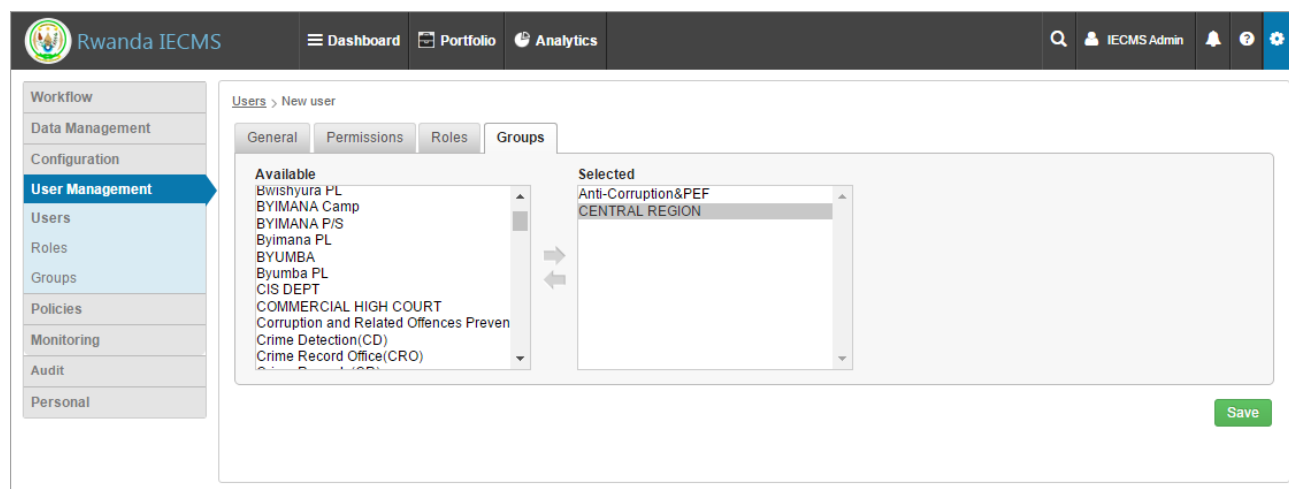 Rwanda IECMS
Dashboard Portfolio Analytics
IECMS Admin
Workflow
Data Management
Configuration
User Management
Users
Roles
Groups
Policies
Monitoring
Audit
Personal
Users > New user
General Permissions Roles Groups
Available
Bwishyura PL
BYIMANA Camp
BYIMANA P/S
Byimana PL
BYUMBA
Byumba PL
CIS DEPT
COMMERCIAL HIGH COURT
Corruption and Related Offences Preven
Crime Detection(CD)
Crime Record Office(CRO)
Selected
Anti-Corruption&PEF
CENTRAL REGION
Save